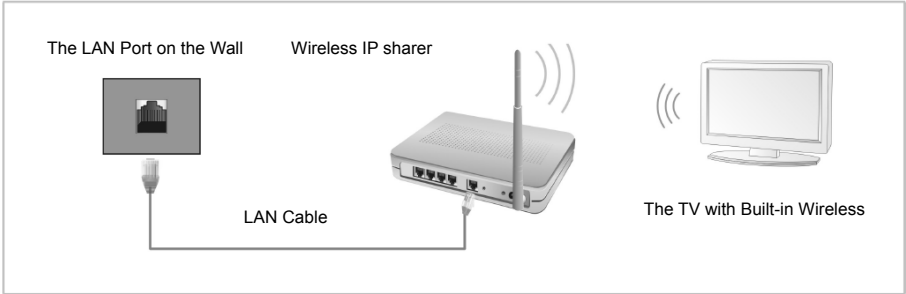 The LAN Port on the Wall
Wireless IP sharer
LAN Cable
The TV with Built-in Wireless